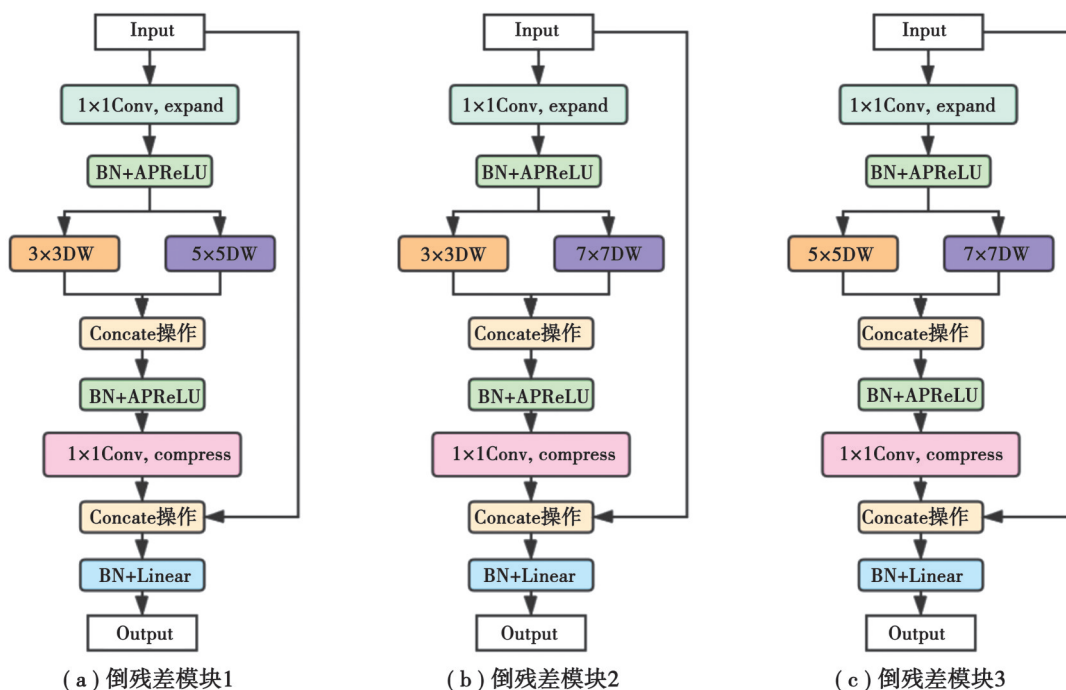 Input
1×1Conv, expand
BN+APReLU
3×3DW
5×5DW
Concate操作
BN+APReLU
1×1Conv, compress
Concate操作
BN+Linear
Output
(a)倒残差模块1
Input
1×1Conv, expand
BN+APReLU
3×3DW
7×7DW
Concate操作
BN+APReLU
1×1Conv, compress
Concate操作
BN+Linear
Output
(b)倒残差模块2
Input
1×1Conv, expand
BN+APReLU
5×5DW
7×7DW
Concate操作
BN+APReLU
1×1Conv, compress
Concate操作
BN+Linear
Output
(c)倒残差模块3